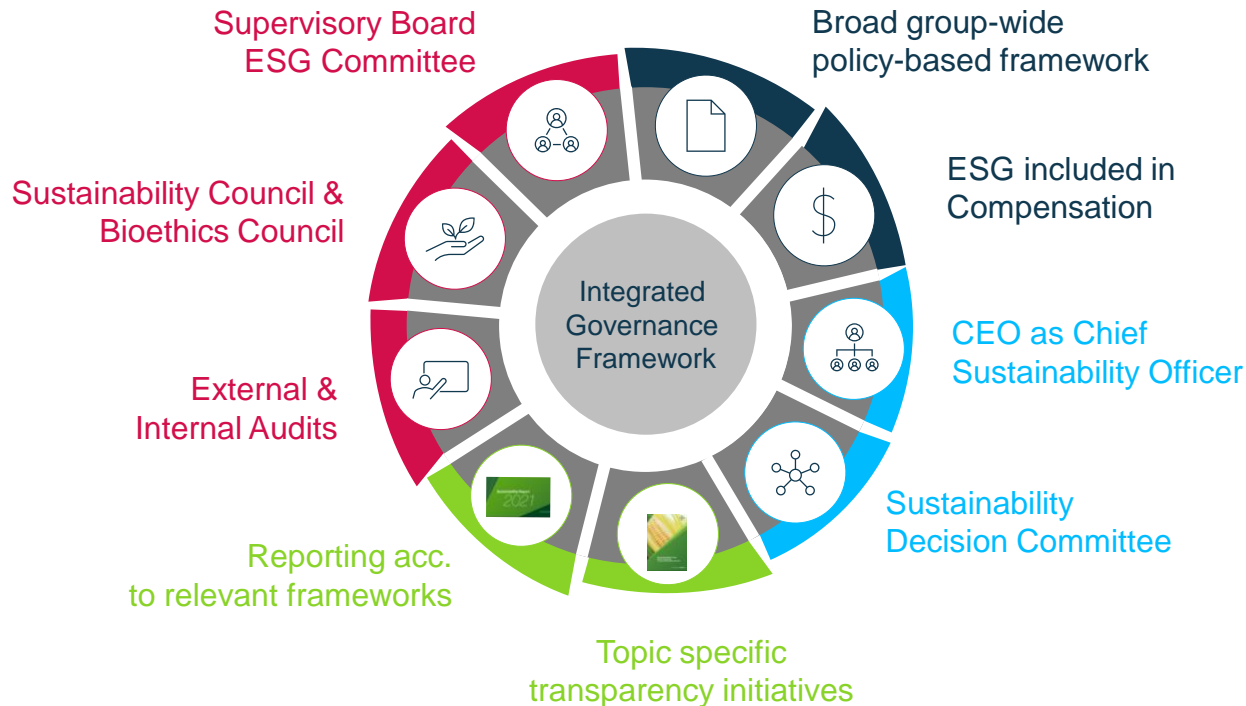 Supervisory Board
ESG Committee
Broad group-wide
policy-based framework
Sustainability Council &
Bioethics Council
ESG included in
Compensation
Integrated
Governance
Framework
CEO as Chief
Sustainability Officer
External &
Internal Audits
Sustainability
Decision Committee
Reporting acc.
to relevant frameworks
2021
Topic specific
transparency initiatives